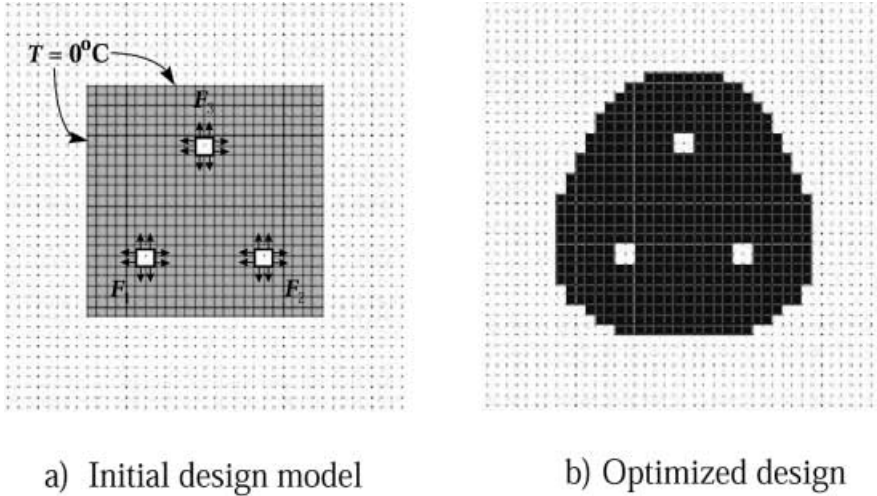 T = 0°C
F₃
F₁
F₂
a) Initial design model
b) Optimized design